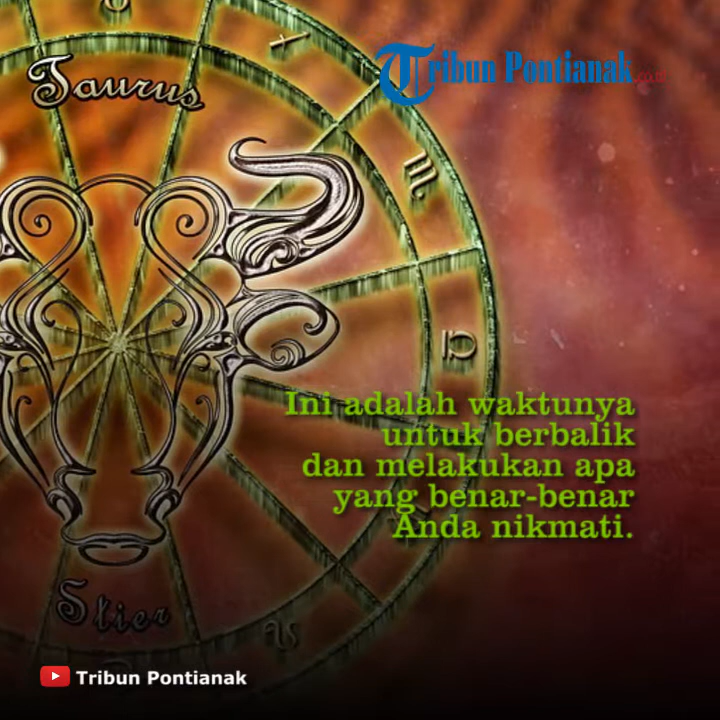 Taurus
Tribun Pontianak.com
Ini adalah waktunya
untuk berbalik
dan melakukan apa
yang benar-benar
Anda nikmati.
Stier
Tribun Pontianak